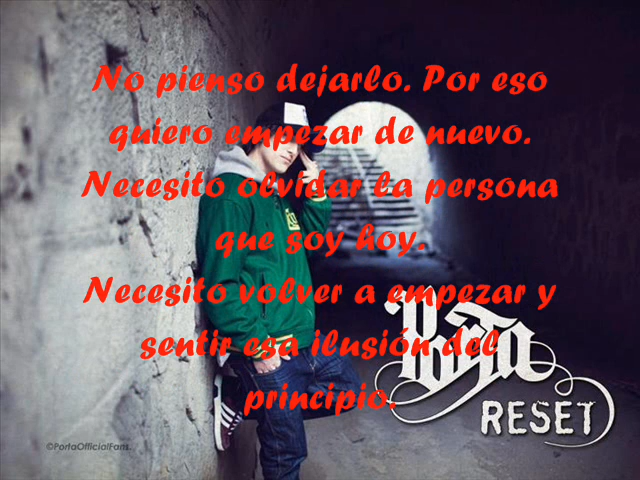 No pienso dejarlo. Por eso
quiero empezar de nuevo.
Necesito olvidar la persona
que soy hoy.
Necesito volver a empezar y
sentir esa ilusión del
principio.
Porta
RESET
©PortaOfficialFans.